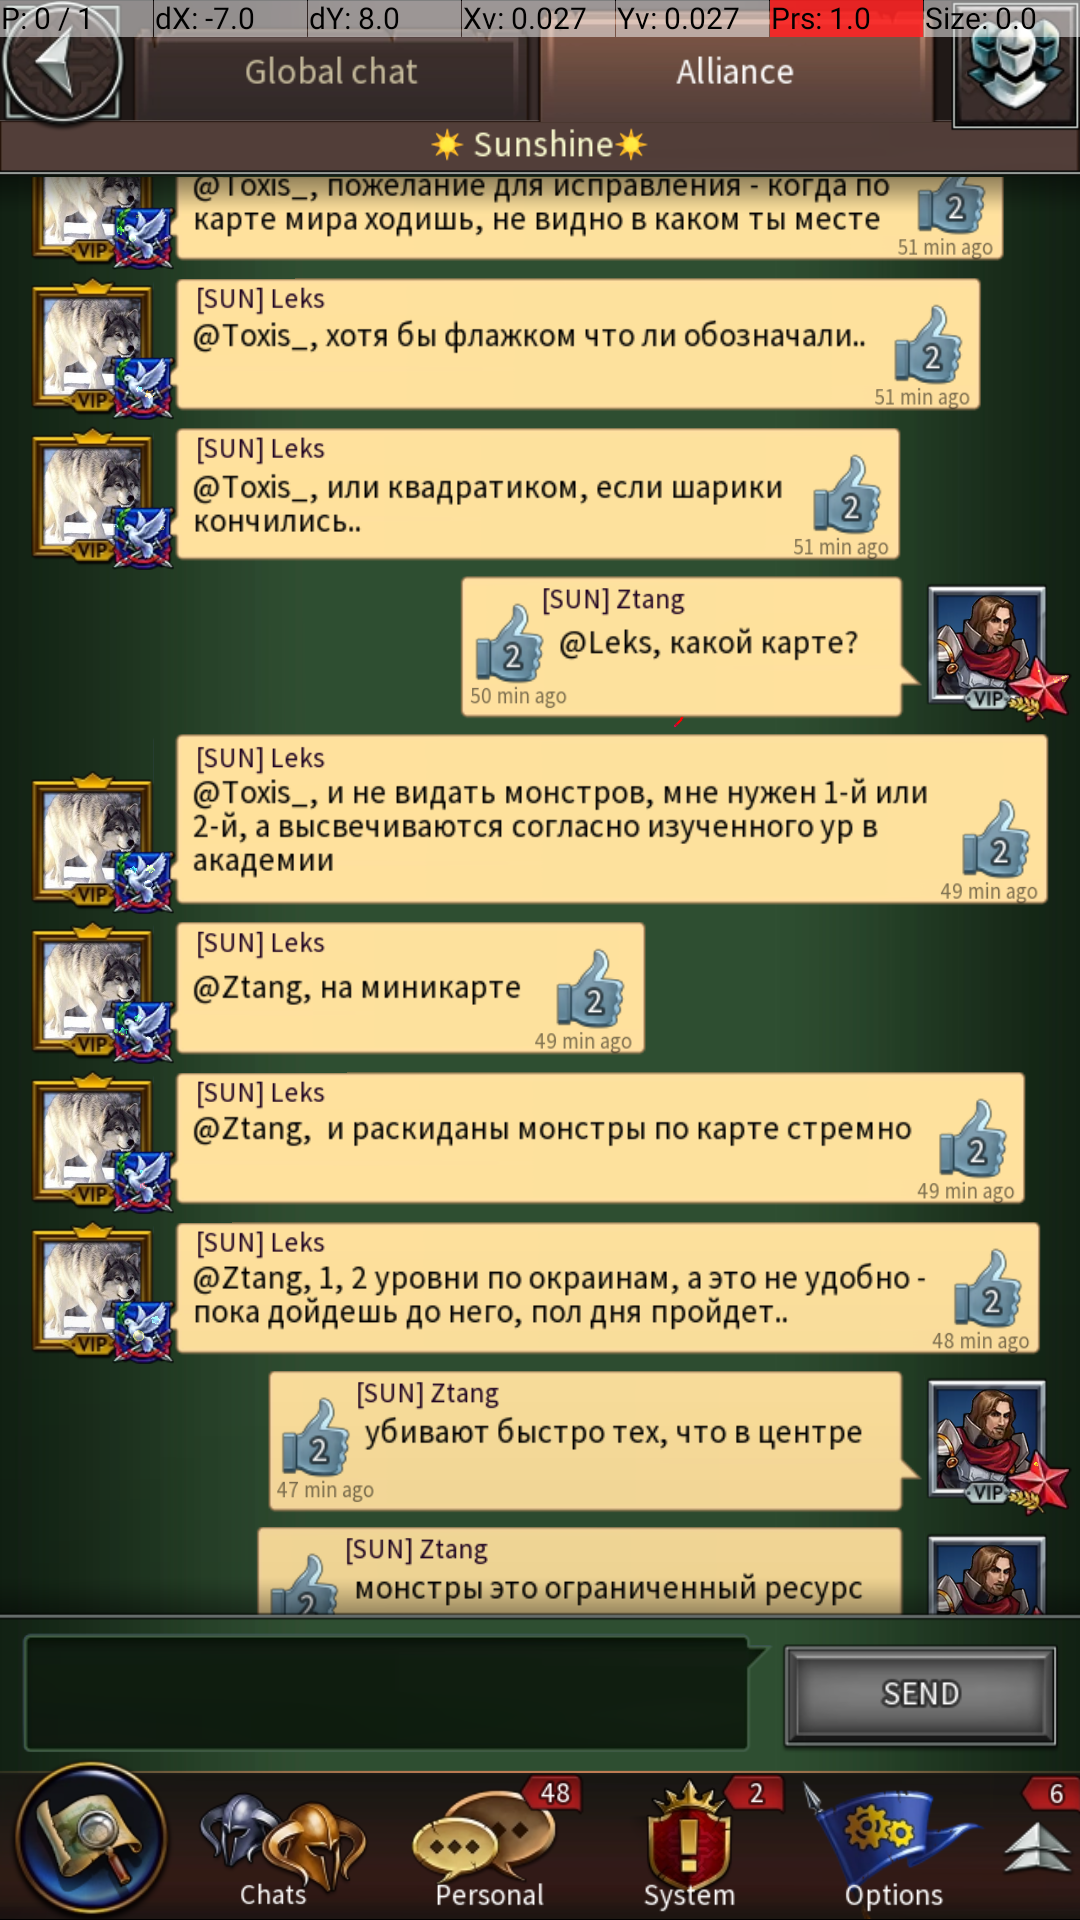 P: 0 / 1
dX: -7.0
dY: 8.0
Xv: 0.027
Yv: 0.027
Prs: 1.0
Size: 0.0
Global chat
Alliance
Sunshine
@Toxis_, пожелание для исправления - когда по
карте мира ходишь, не видно в каком ты месте
2
51 min ago
VIP
[SUN] Leks
@Toxis_, хотя бы флажком что ли обозначали..
2
51 min ago
VIP
[SUN] Leks
@Toxis_, или квадратиком, если шарики
кончились..
2
51 min ago
VIP
[SUN] Ztang
@Leks, какой карте?
2
50 min ago
VIP
[SUN] Leks
@Toxis_, и не видать монстров, мне нужен 1-й или
2-й, а высвечиваются согласно изученного ур в
академии
2
49 min ago
VIP
[SUN] Leks
@Ztang, на миникарте
2
49 min ago
VIP
[SUN] Leks
@Ztang,  и раскиданы монстры по карте стремно
2
49 min ago
VIP
[SUN] Leks
@Ztang, 1, 2 уровни по окраинам, а это не удобно -
пока дойдешь до него, пол дня пройдет..
2
48 min ago
VIP
[SUN] Ztang
убивают быстро тех, что в центре
2
47 min ago
VIP
[SUN] Ztang
монстры это ограниченный ресурс
2
SEND
48
2
6
Chats
Personal
System
Options